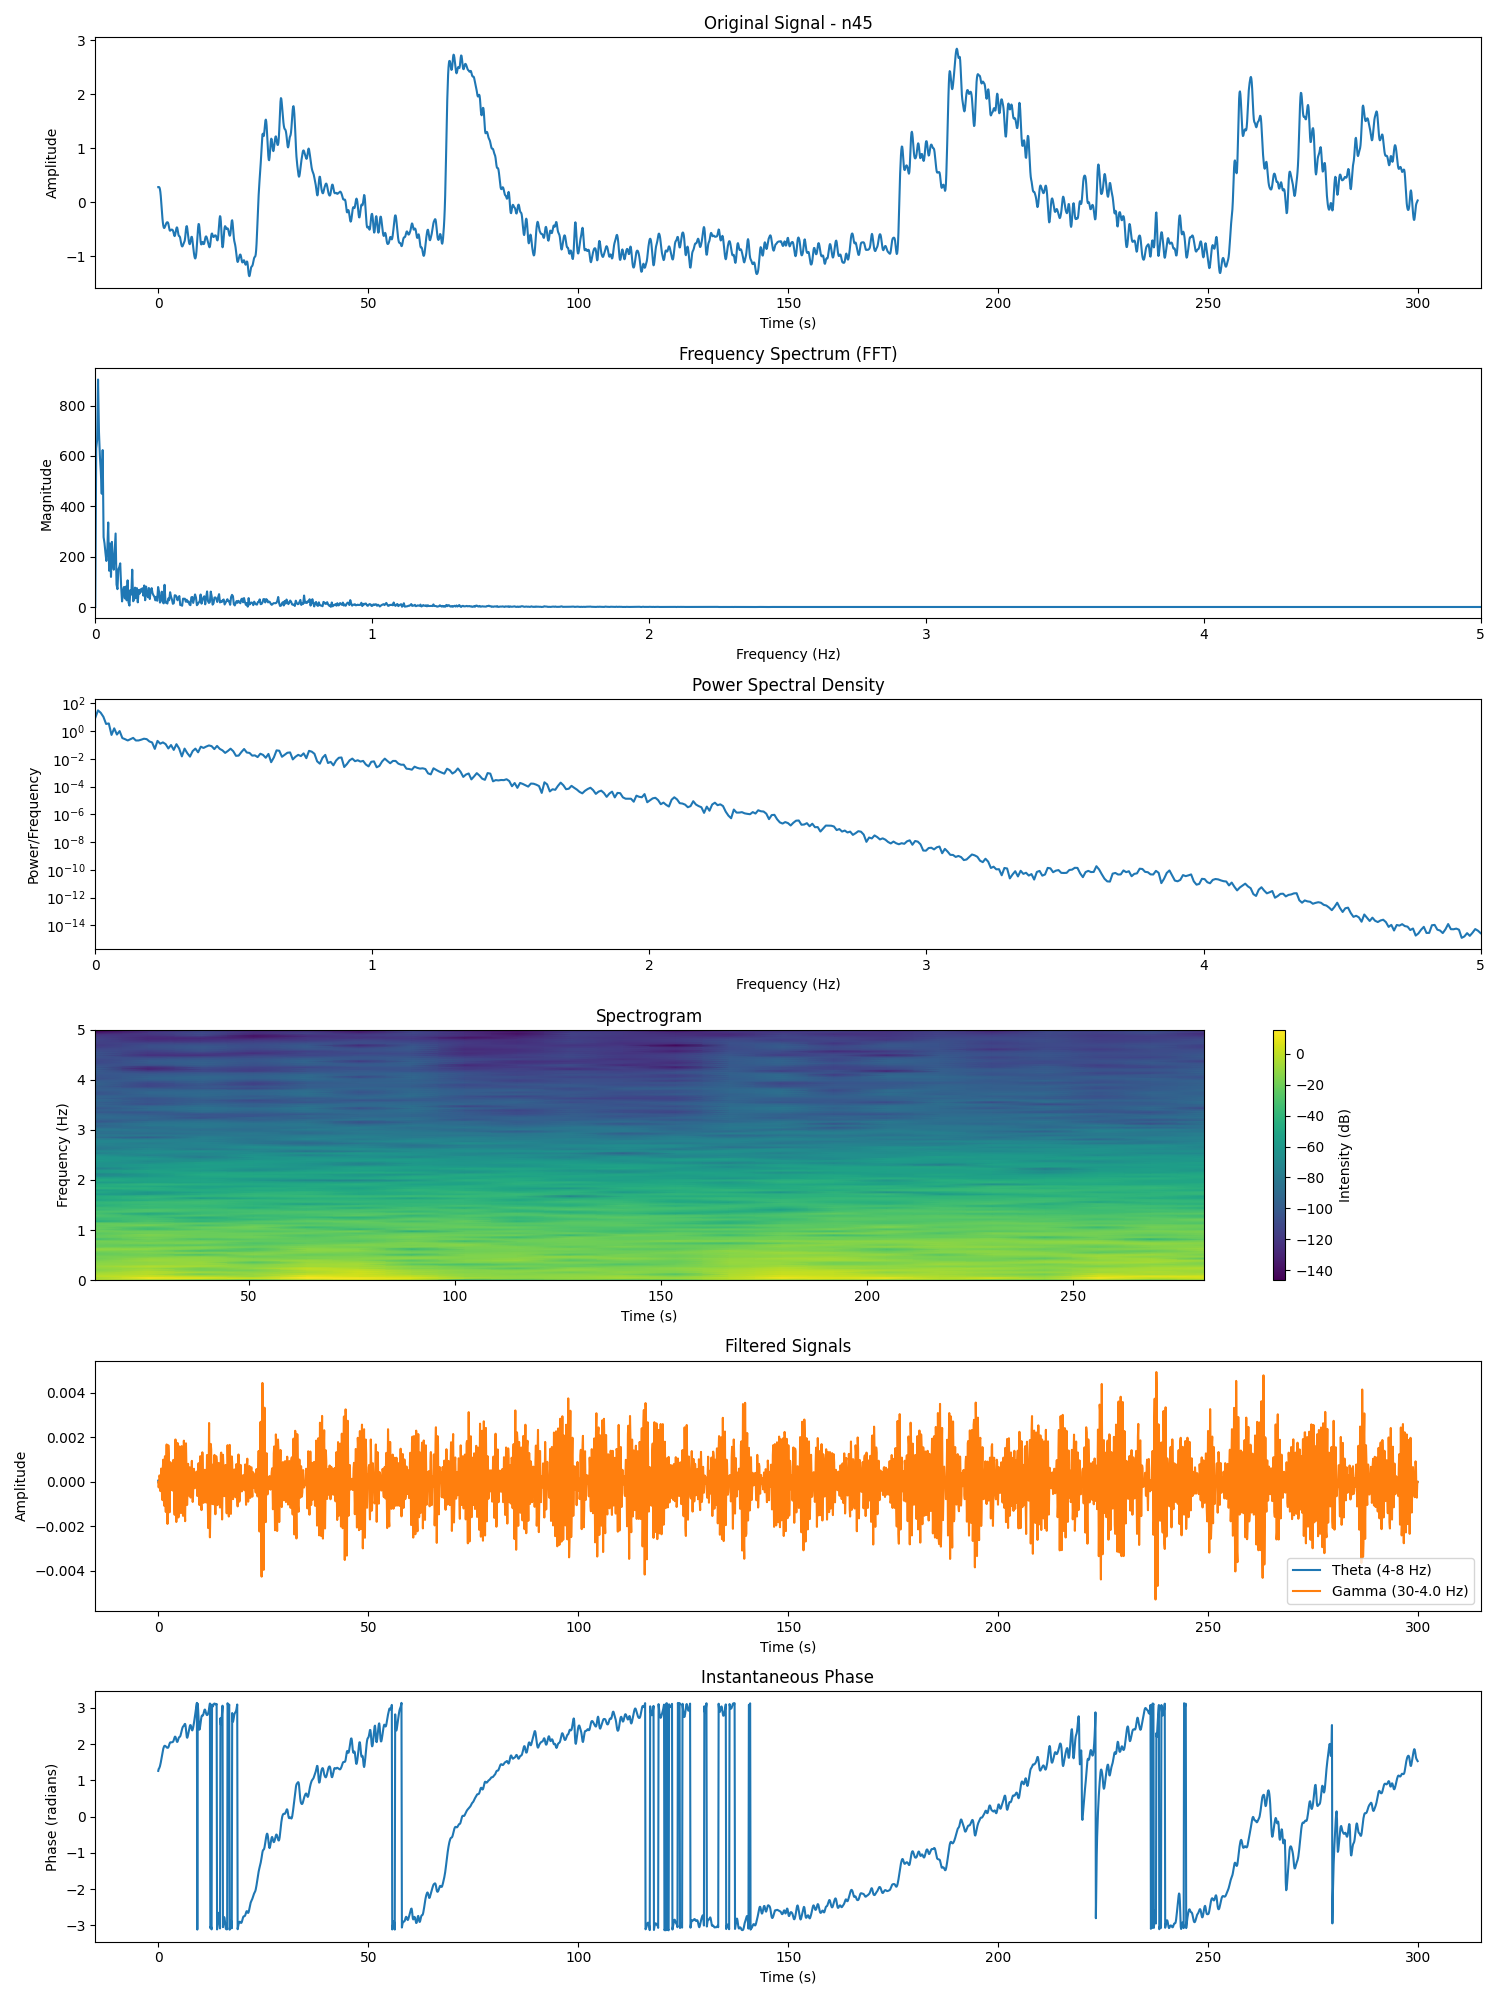 Original Signal - n45
3
2
1
0
−1
Amplitude
0 50 100 150 200 250 300
Time (s)
Frequency Spectrum (FFT)
800
600
400
200
0
Magnitude
0 1 2 3 4 5
Frequency (Hz)
Power Spectral Density
10^2
10^0
10^−2
10^−4
10^−6
10^−8
10^−10
10^−12
10^−14
Power/Frequency
0 1 2 3 4 5
Frequency (Hz)
Spectrogram
5
4
3
2
1
0
Frequency (Hz)
50 100 150 200 250
Time (s)
0
−20
−40
−60
−80
−100
−120
−140
Intensity (dB)
Filtered Signals
0.004
0.002
0.000
−0.002
−0.004
Amplitude
Theta (4-8 Hz)
Gamma (30-4.0 Hz)
0 50 100 150 200 250 300
Time (s)
Instantaneous Phase
3
2
1
0
−1
−2
−3
Phase (radians)
0 50 100 150 200 250 300
Time (s)